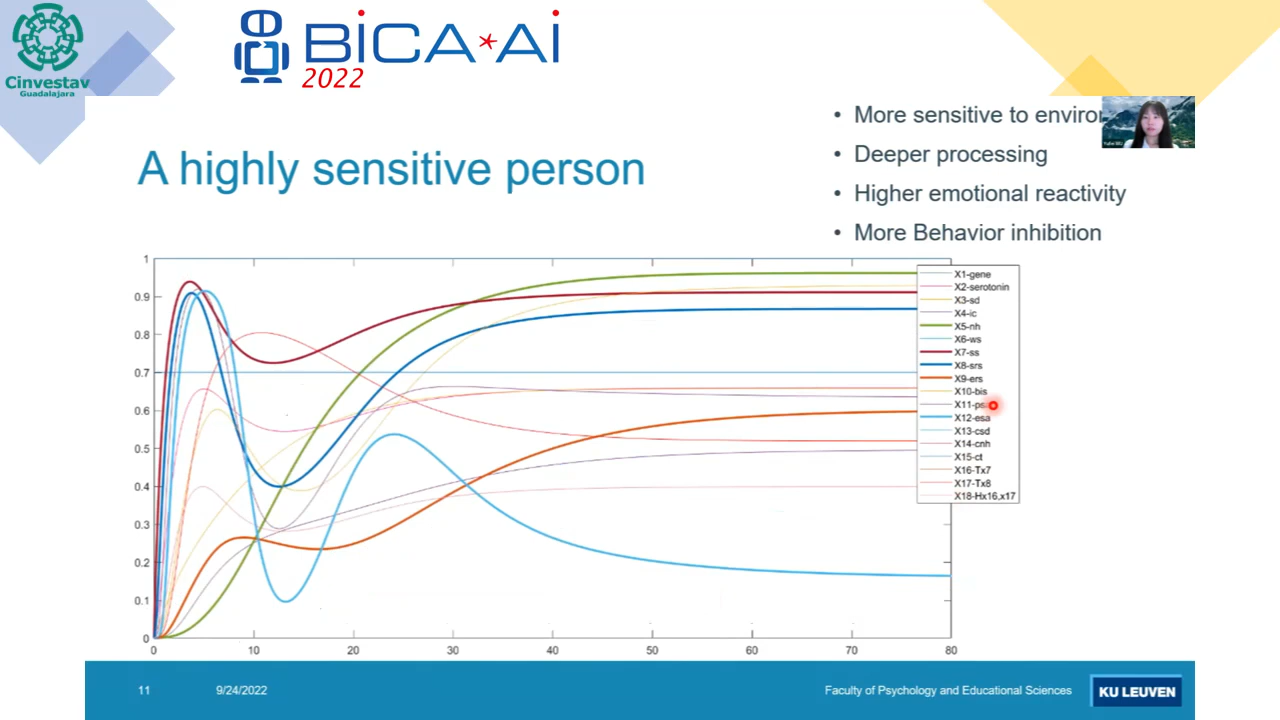 Cinvestav
Guadalajara
BiCA*Ai
2022
A highly sensitive person
• More sensitive to enviro
• Deeper processing
• Higher emotional reactivity
• More Behavior inhibition
1
0.9
0.8
0.7
0.6
0.5
0.4
0.3
0.2
0.1
0
0 10 20 30 40 50 60 70 80
X1-gene
X2-serotonin
X3-sd
X4-ic
X5-nh
X6-ws
X7-ss
X8-srs
X9-ers
X10-bis
X11-ps
X12-esa
X13-csd
X14-cnh
X15-ct
X16-Tx7
X17-Tx8
X18-Hx16,x17
11
9/24/2022
Faculty of Psychology and Educational Sciences
KU LEUVEN